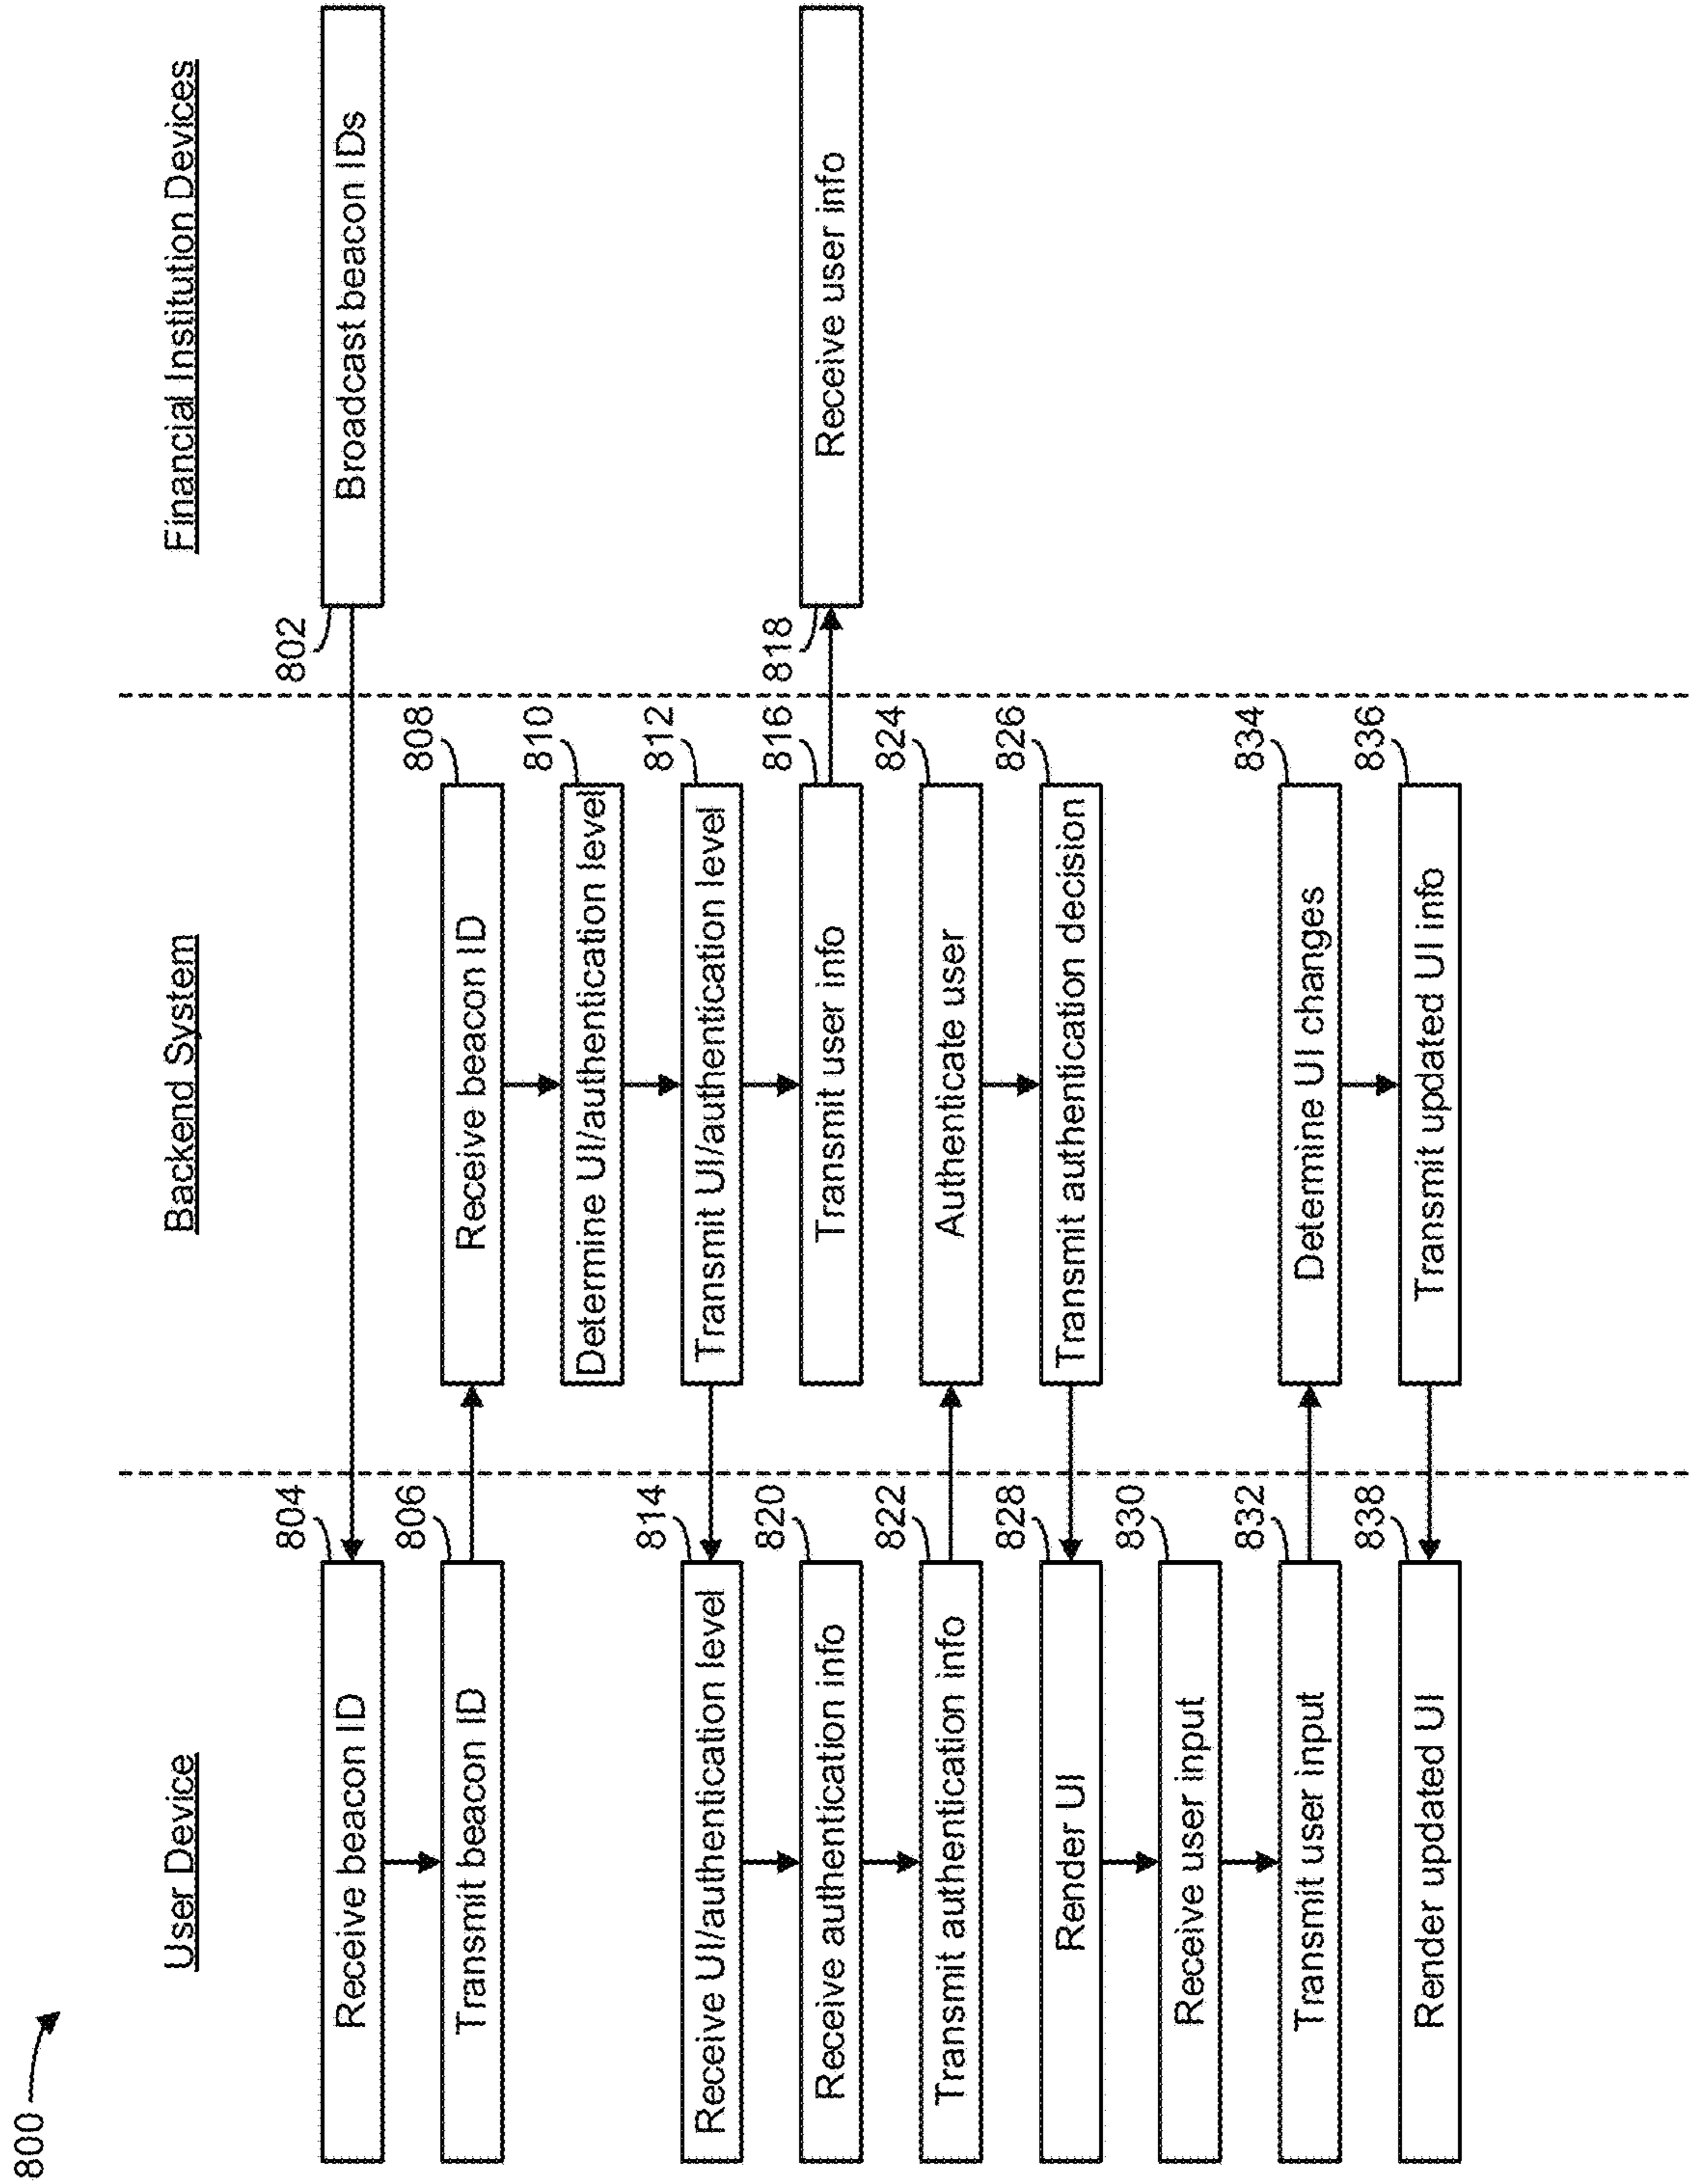 800
User Device
Backend System
Financial Institution Devices
802
Broadcast beacon IDs
804
Receive beacon ID
806
Transmit beacon ID
808
Receive beacon ID
810
Determine UI/authentication level
812
Transmit UI/authentication level
814
Receive UI/authentication level
816
Transmit user info
818
Receive user info
820
Receive authentication info
822
Transmit authentication info
824
Authenticate user
826
Transmit authentication decision
828
Render UI
830
Receive user input
832
Transmit user input
834
Determine UI changes
836
Transmit updated UI info
838
Render updated UI